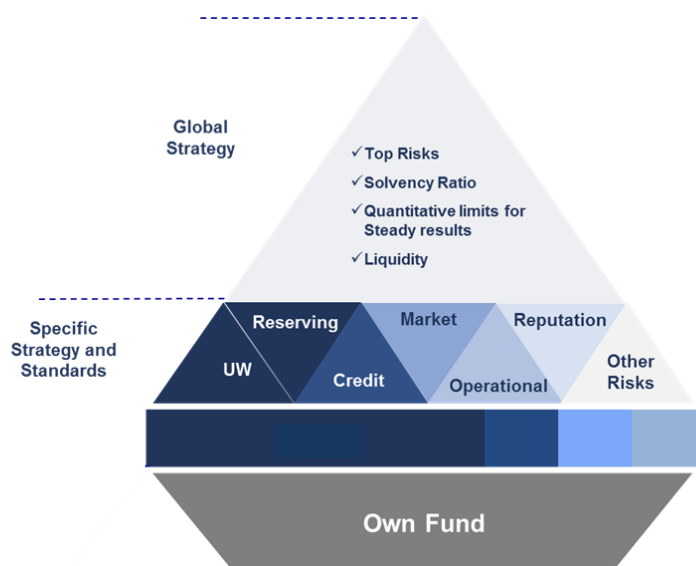 Global
Strategy
✓Top Risks
✓Solvency Ratio
✓Quantitative limits for
Steady results
✓Liquidity
Specific
Strategy and
Standards
Reserving
Market
Reputation
UW
Credit
Operational
Other
Risks
Own Fund